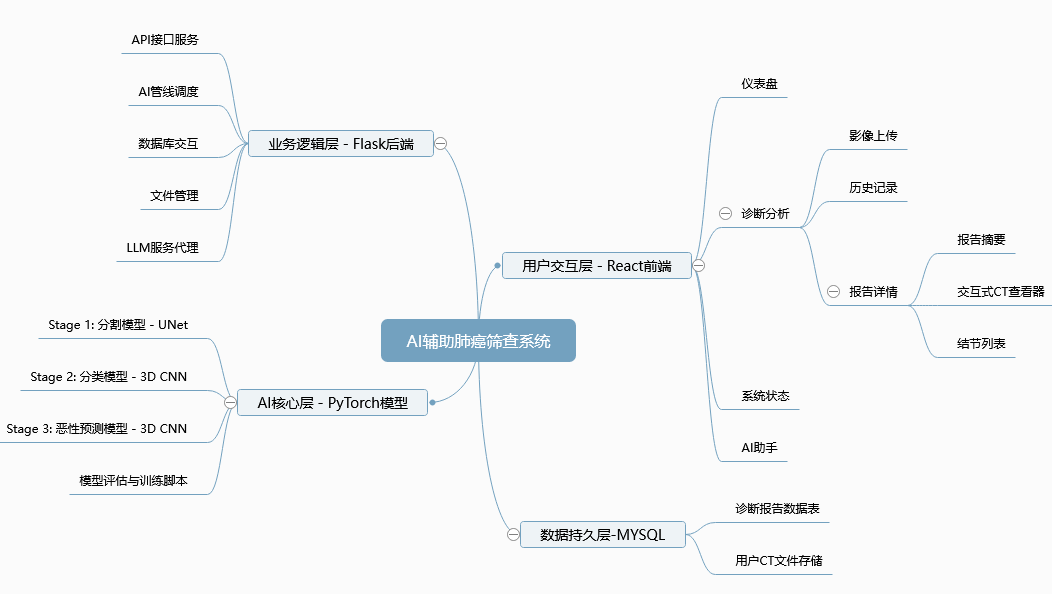 AI辅助肺癌筛查系统
用户交互层 - React前端
仪表盘
诊断分析
影像上传
历史记录
报告详情
报告摘要
交互式CT查看器
结节列表
系统状态
AI助手
业务逻辑层 - Flask后端
API接口服务
AI管线调度
数据库交互
文件管理
LLM服务代理
AI核心层 - PyTorch模型
Stage 1: 分割模型 - UNet
Stage 2: 分类模型 - 3D CNN
Stage 3: 恶性预测模型 - 3D CNN
模型评估与训练脚本
数据持久层-MYSQL
诊断报告数据表
用户CT文件存储